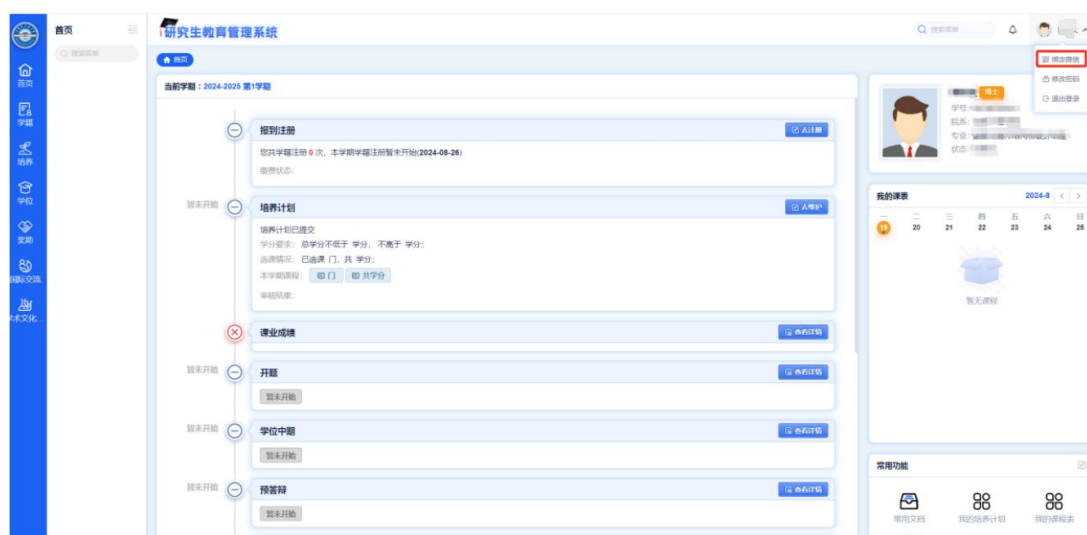 首页
研究生教育管理系统
搜索菜单
搜索菜单
首页
首页
学籍
培养
学位
奖助
国际交流
术文化...
绑定微信
修改密码
退出登录
当前学期：2024-2025 第1学期
报到注册
去注册
您共学籍注册 0 次，本学期学籍注册暂未开始(2024-08-26)
缴费状态：
暂未开始
培养计划
去维护
培养计划已提交
学分要求： 总学分不低于 学分， 不高于 学分；
选课情况： 已选课 门，共 学分；
本学期课程： 门 共学分
审核结果：
课业成绩
查看详情
暂未开始
开题
查看详情
暂未开始
暂未开始
学位中期
查看详情
暂未开始
暂未开始
预答辩
查看详情
暂未开始
博士
学号：
院系：
专业：
状态：
我的课表
2024-8
一 二 三 四 五 六 日
19 20 21 22 23 24 25
暂无课程
常用功能
常用文档
我的培养计划
我的课程表